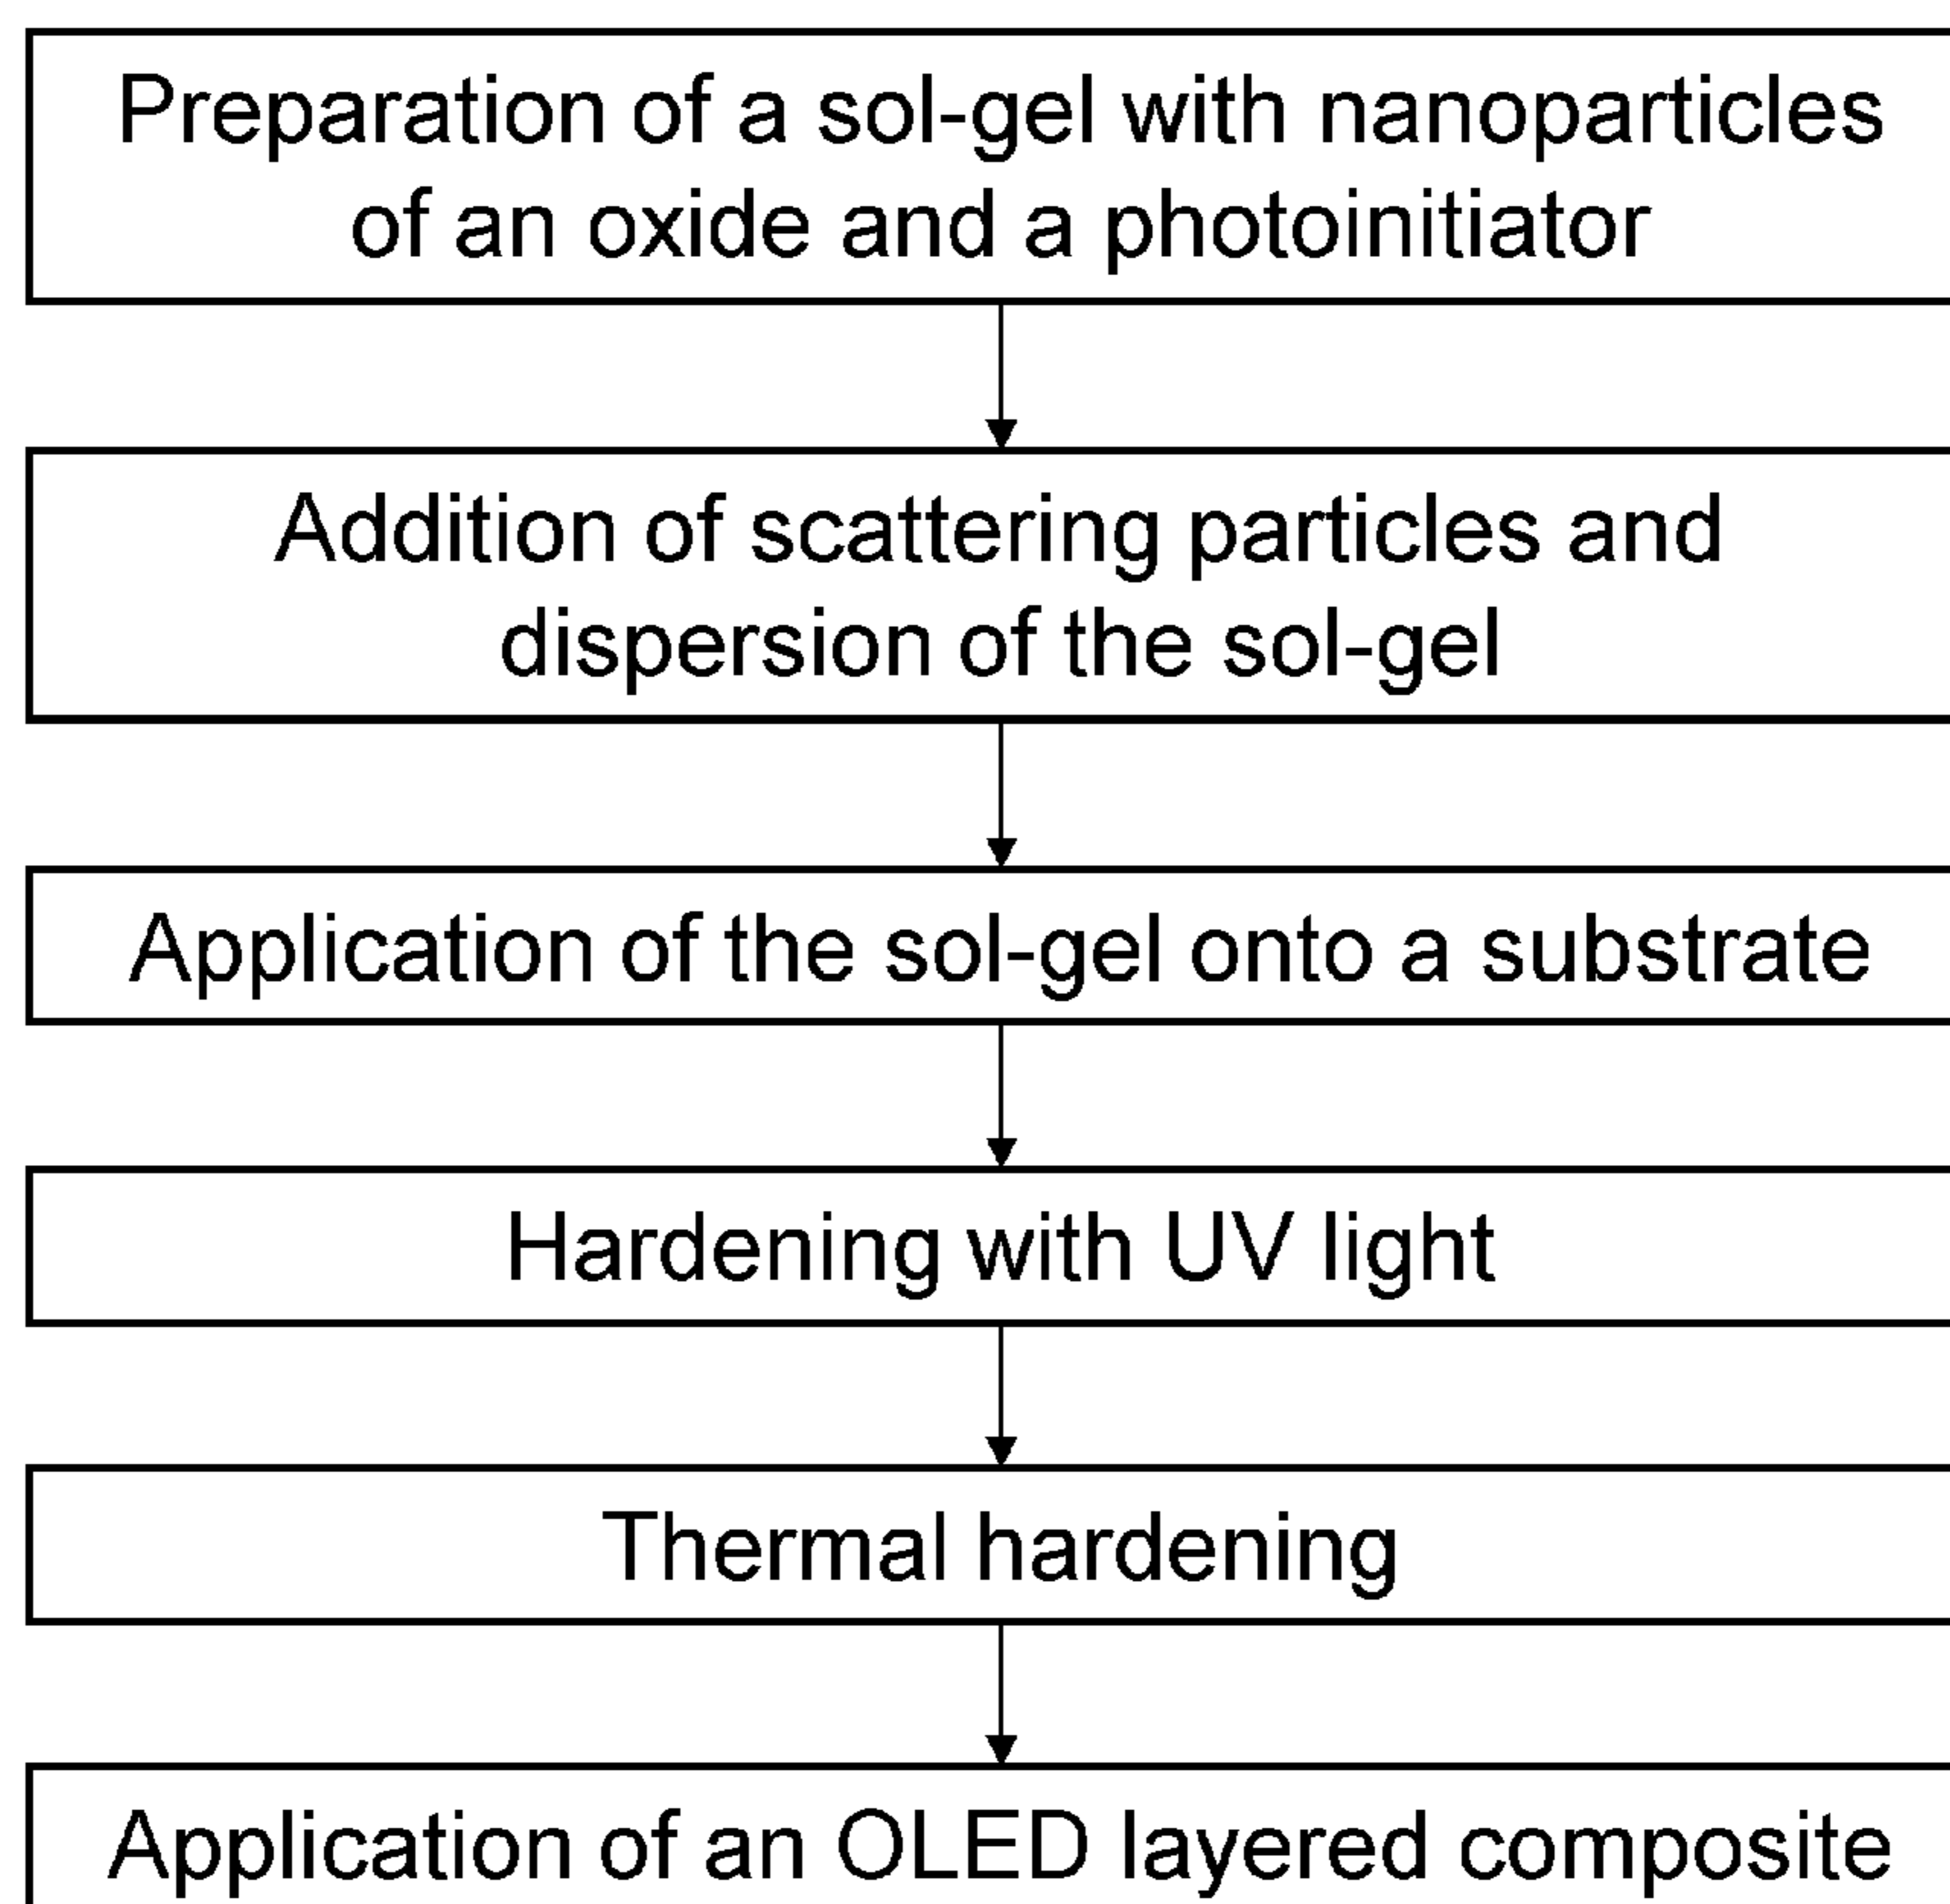 Preparation of a sol-gel with nanoparticles
of an oxide and a photoinitiator
Addition of scattering particles and
dispersion of the sol-gel
Application of the sol-gel onto a substrate
Hardening with UV light
Thermal hardening
Application of an OLED layered composite